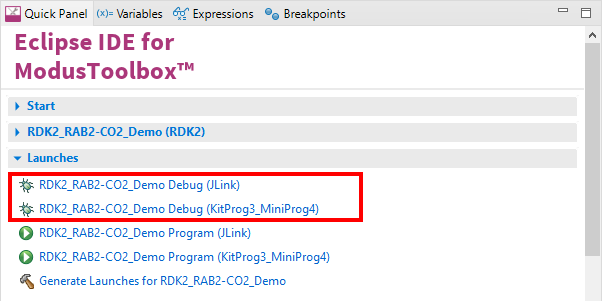 Quick Panel (x)= Variables Expressions Breakpoints
Eclipse IDE for
ModusToolbox™
Start
RDK2_RAB2-CO2_Demo (RDK2)
Launches
RDK2_RAB2-CO2_Demo Debug (JLink)
RDK2_RAB2-CO2_Demo Debug (KitProg3_MiniProg4)
RDK2_RAB2-CO2_Demo Program (JLink)
RDK2_RAB2-CO2_Demo Program (KitProg3_MiniProg4)
Generate Launches for RDK2_RAB2-CO2_Demo